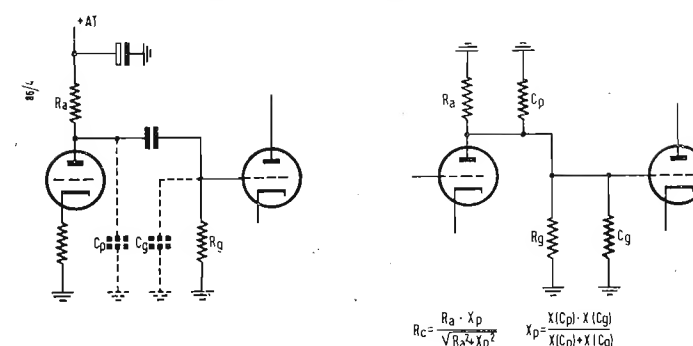 +AT
86/4
Ra
Cp
Cg
Rg
Ra
Cp
Rg
Cg
Rc = Ra · Xp / √Ra²+Xp²
Xp = X(Cp) · X(Cg) / X(Cp)+X(Cg)